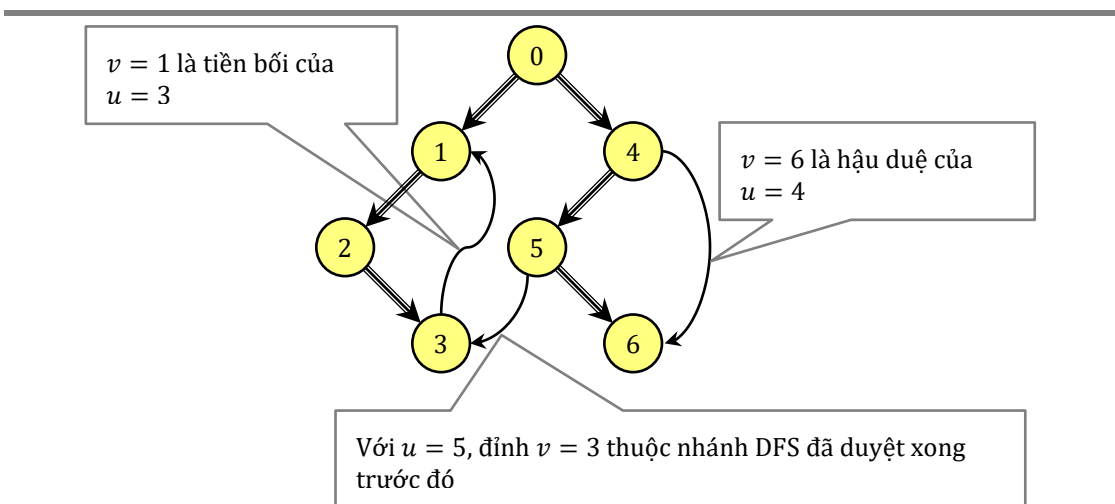 v = 1 là tiền bối của
u = 3
0
1
4
v = 6 là hậu duệ của
u = 4
2
5
3
6
Với u = 5, đỉnh v = 3 thuộc nhánh DFS đã duyệt xong
trước đó